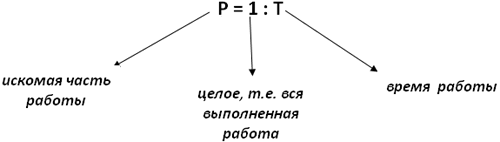 P = 1 : T
искомая часть
работы
целое, т.е. вся
выполненная
работа
время работы